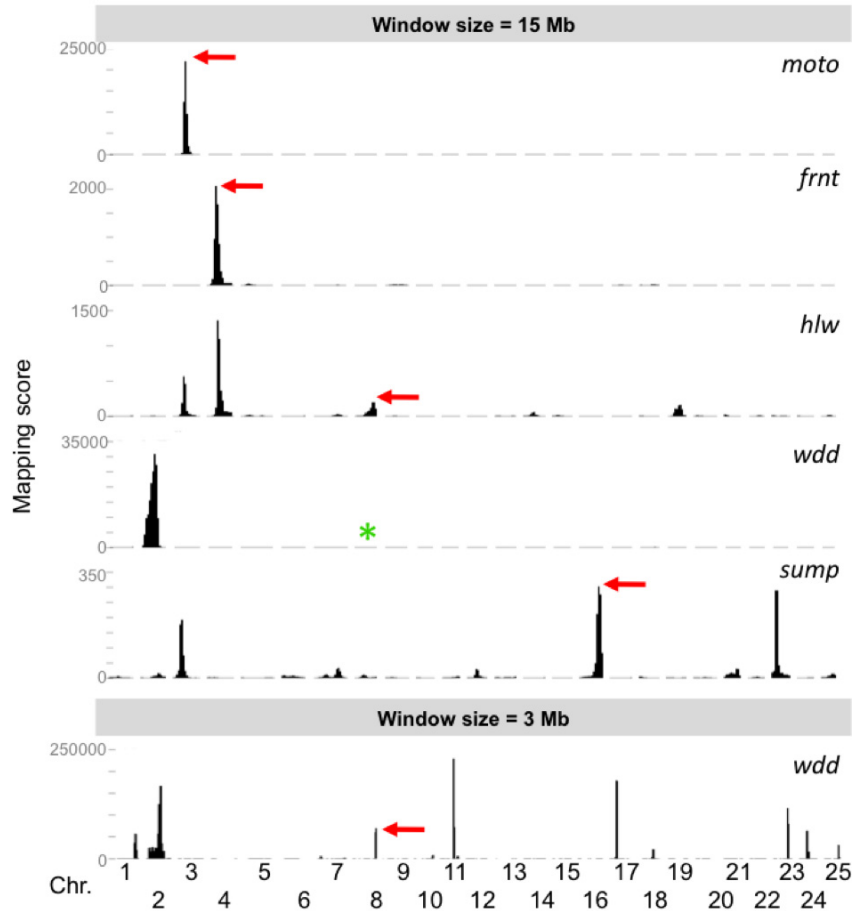 Window size = 15 Mb
25000
moto
0
2000
frnt
0
1500
hlw
0
35000
wdd
*
0
350
sump
0
Mapping score
Window size = 3 Mb
250000
wdd
0
1 3 5 7 9 11 13 15 17 19 21 23 25
Chr. 2 4 6 8 10 12 14 16 18 20 22 24